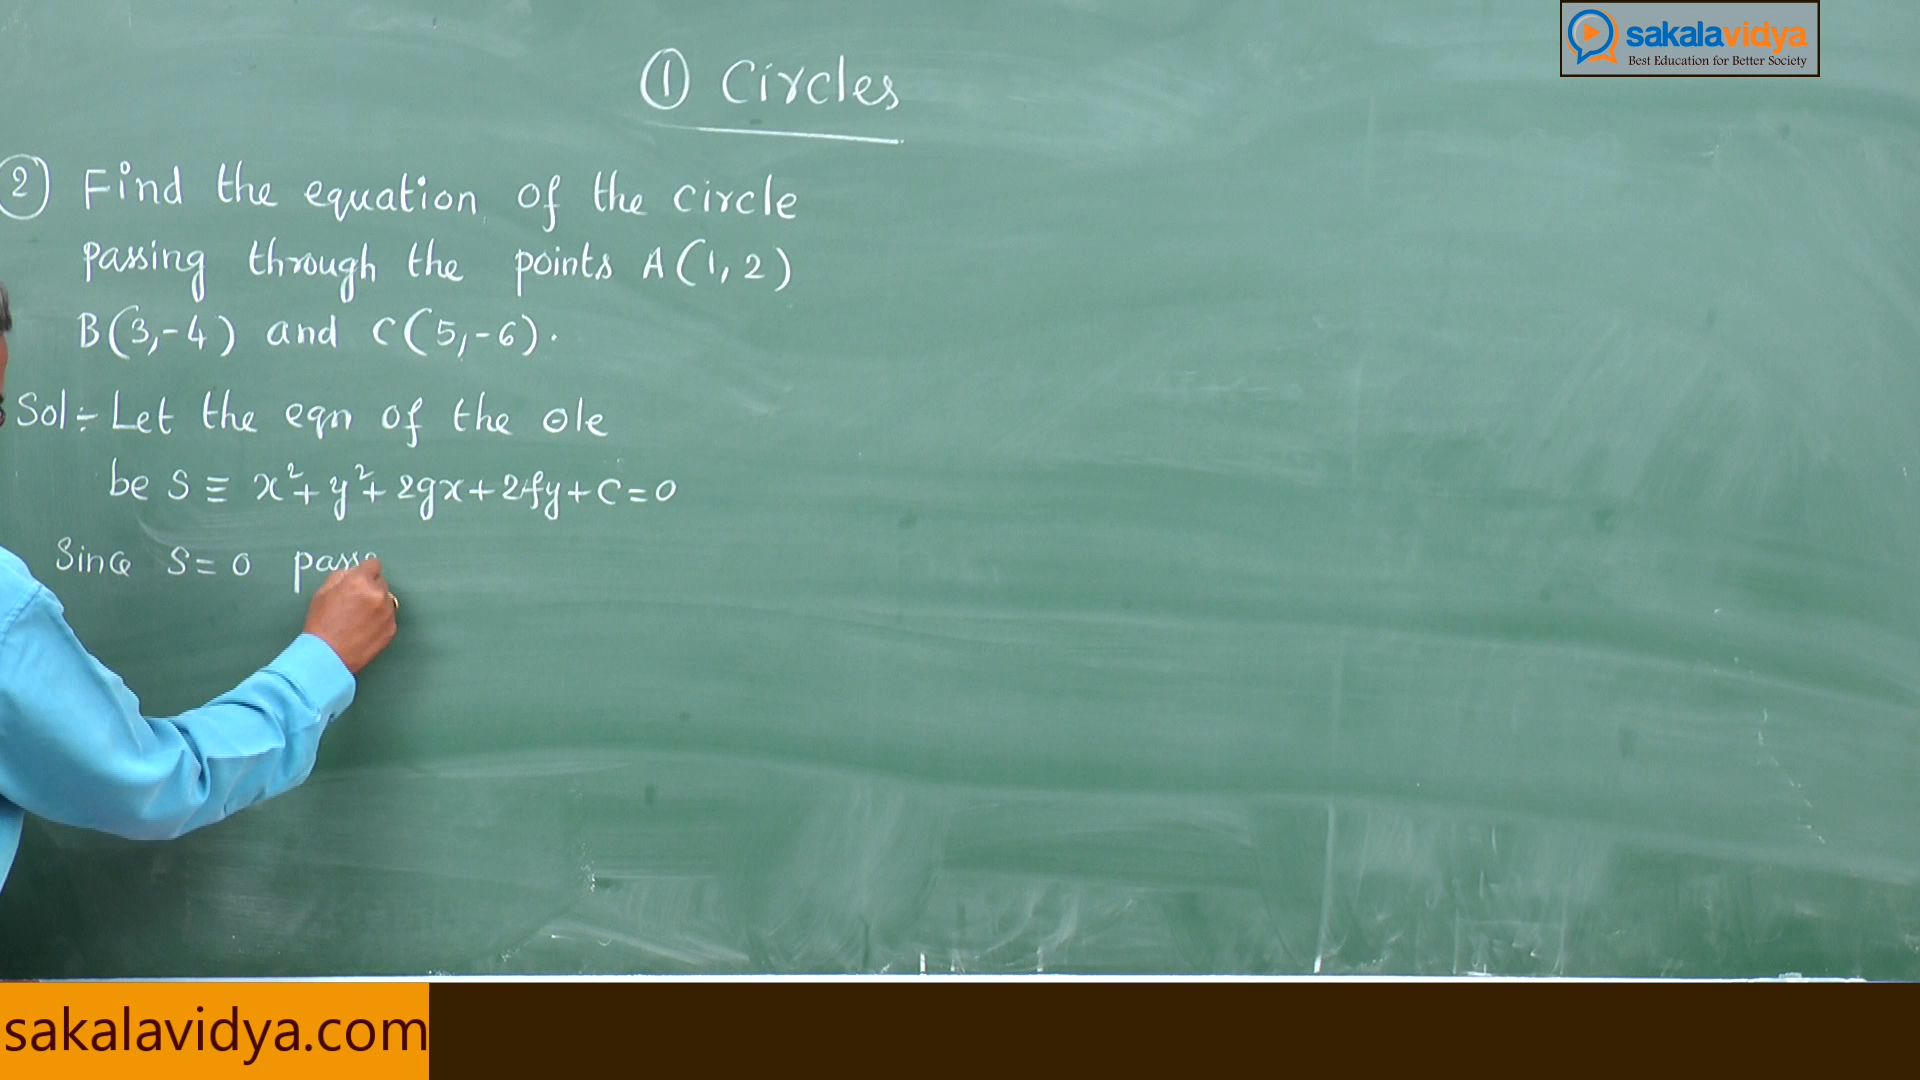 sakalavidya
Best Education for Better Society
① Circles
② Find the equation of the circle
passing through the points A(1, 2)
B(3,-4) and C(5,-6).
Sol:- Let the eqn of the ʘle
be S ≡ x²+y²+2gx+2fy+c=0
Since S=0 pass
sakalavidya.com